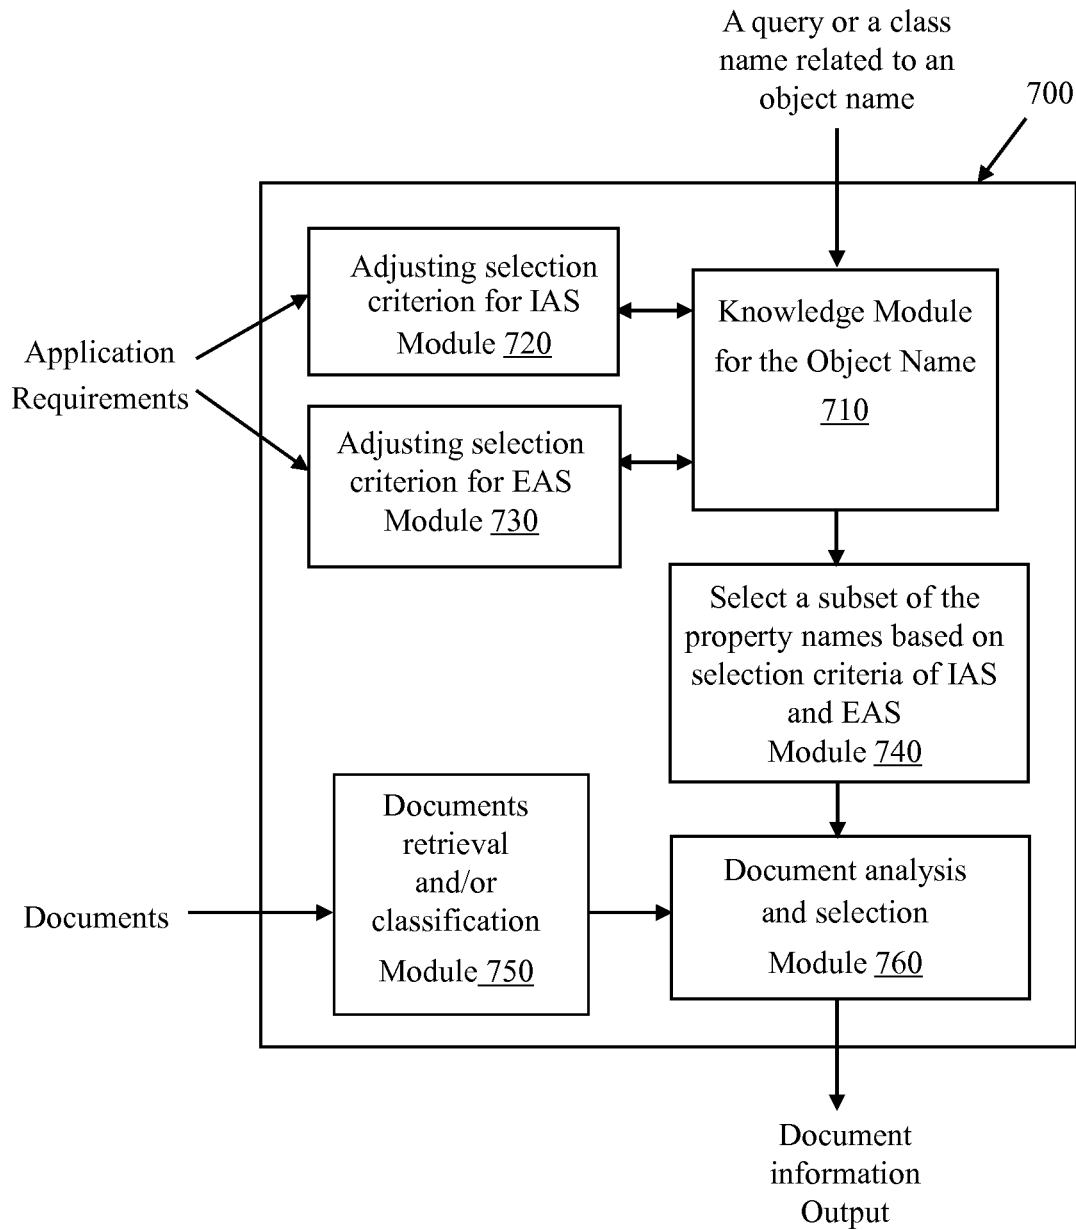 A query or a class
name related to an
object name
700
Adjusting selection
criterion for IAS
Module 720
Knowledge Module
for the Object Name
710
Application
Requirements
Adjusting selection
criterion for EAS
Module 730
Select a subset of the
property names based on
selection criteria of IAS
and EAS
Module 740
Documents
retrieval
and/or
classification
Module 750
Documents
Document analysis
and selection
Module 760
Document
information
Output